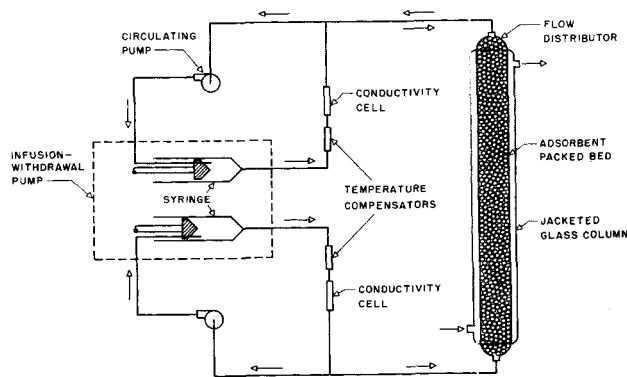 CIRCULATING
PUMP
FLOW
DISTRIBUTOR
CONDUCTIVITY
CELL
INFUSION-
WITHDRAWAL
PUMP
SYRINGE
TEMPERATURE
COMPENSATORS
ADSORBENT
PACKED BED
JACKETED
GLASS COLUMN
CONDUCTIVITY
CELL